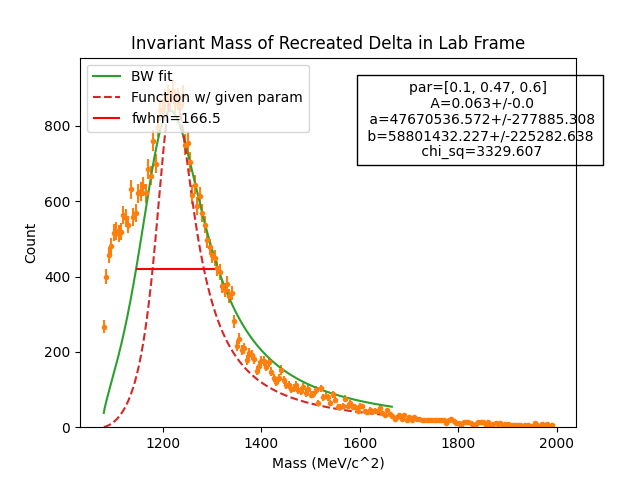 Invariant Mass of Recreated Delta in Lab Frame
BW fit
Function w/ given param
fwhm=166.5
par=[0.1, 0.47, 0.6]
A=0.063+/-0.0
a=47670536.572+/-277885.308
b=58801432.227+/-225282.638
chi_sq=3329.607
Count
800
600
400
200
0
1200
1400
1600
1800
2000
Mass (MeV/c^2)